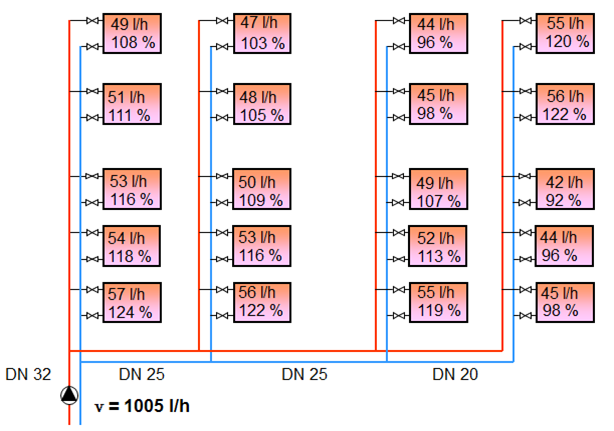 49 l/h
108 %
47 l/h
103 %
44 l/h
96 %
55 l/h
120 %
51 l/h
111 %
48 l/h
105 %
45 l/h
98 %
56 l/h
122 %
53 l/h
116 %
50 l/h
109 %
49 l/h
107 %
42 l/h
92 %
54 l/h
118 %
53 l/h
116 %
52 l/h
113 %
44 l/h
96 %
57 l/h
124 %
56 l/h
122 %
55 l/h
119 %
45 l/h
98 %
DN 32
DN 25
DN 25
DN 20
v = 1005 l/h